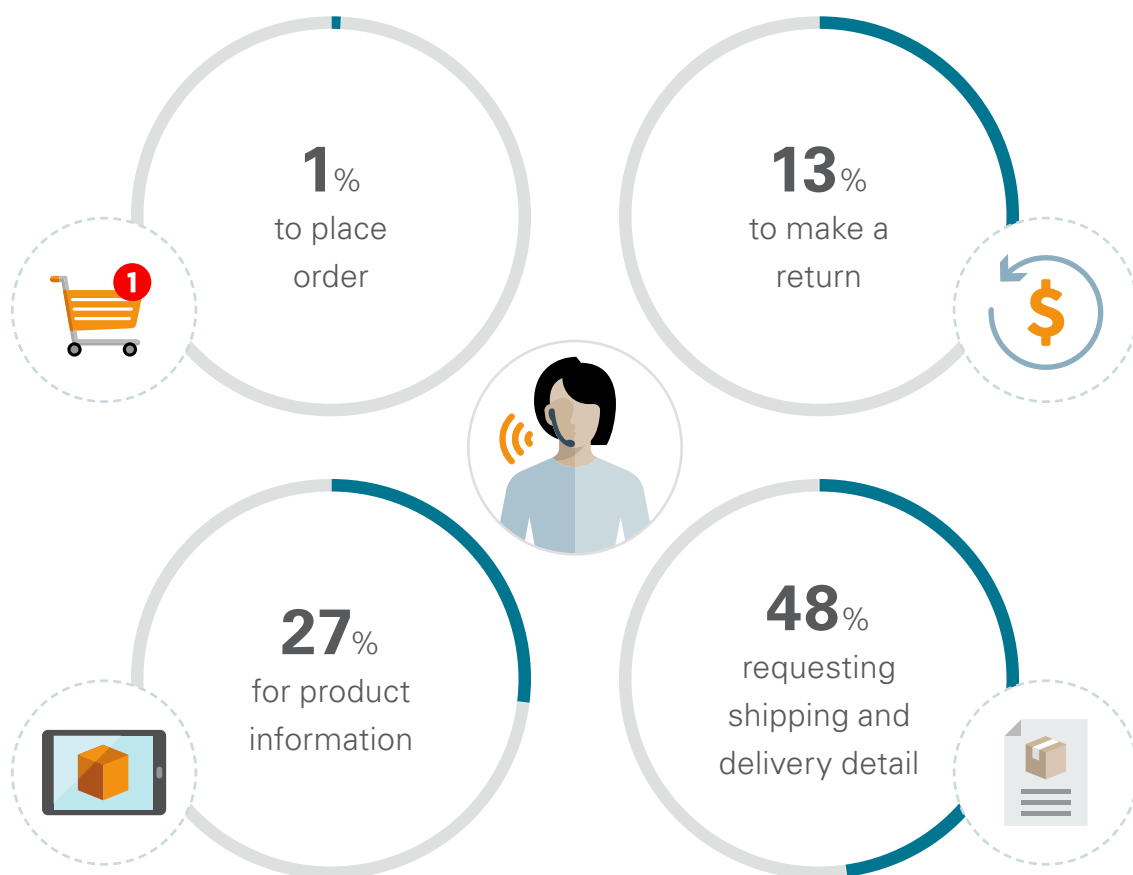 1%
to place
order
1
13%
to make a
return
$
27%
for product
information
48%
requesting
shipping and
delivery detail